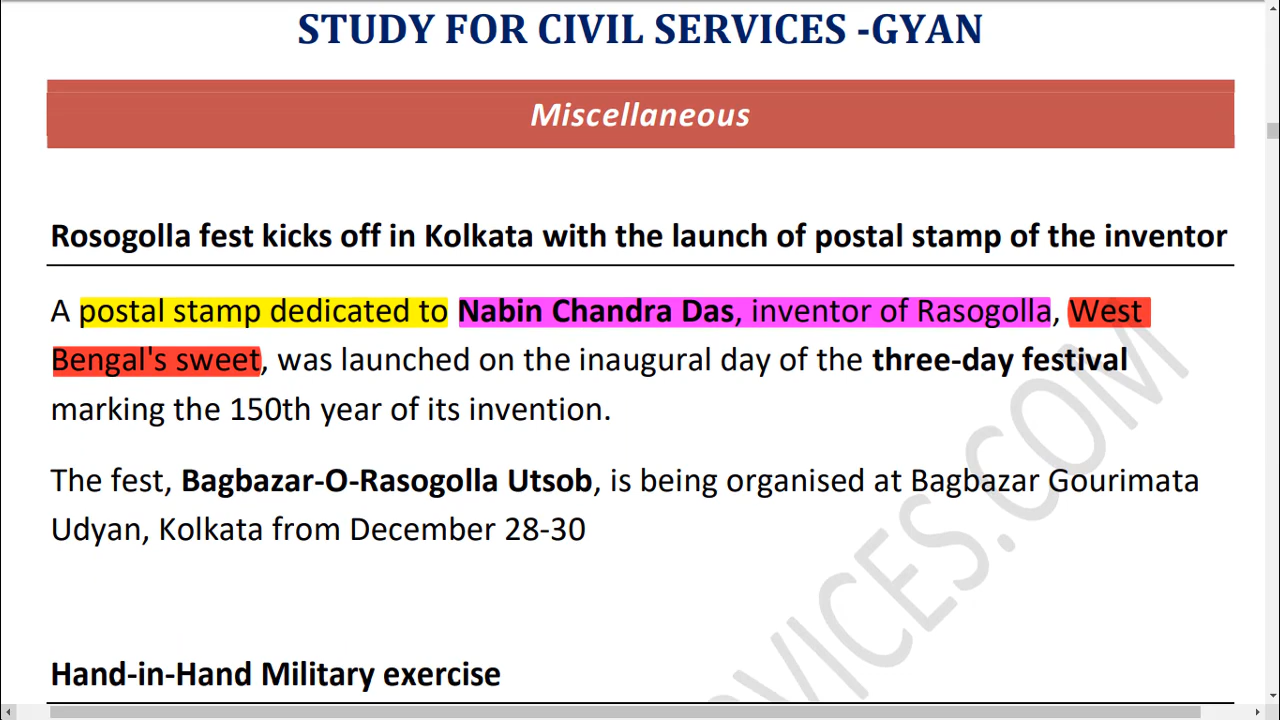 STUDY FOR CIVIL SERVICES -GYAN
Miscellaneous
Rosogolla fest kicks off in Kolkata with the launch of postal stamp of the inventor
A postal stamp dedicated to Nabin Chandra Das, inventor of Rasogolla, West
Bengal's sweet, was launched on the inaugural day of the three-day festival
marking the 150th year of its invention.
The fest, Bagbazar-O-Rasogolla Utsob, is being organised at Bagbazar Gourimata
Udyan, Kolkata from December 28-30
Hand-in-Hand Military exercise
VICES.COM